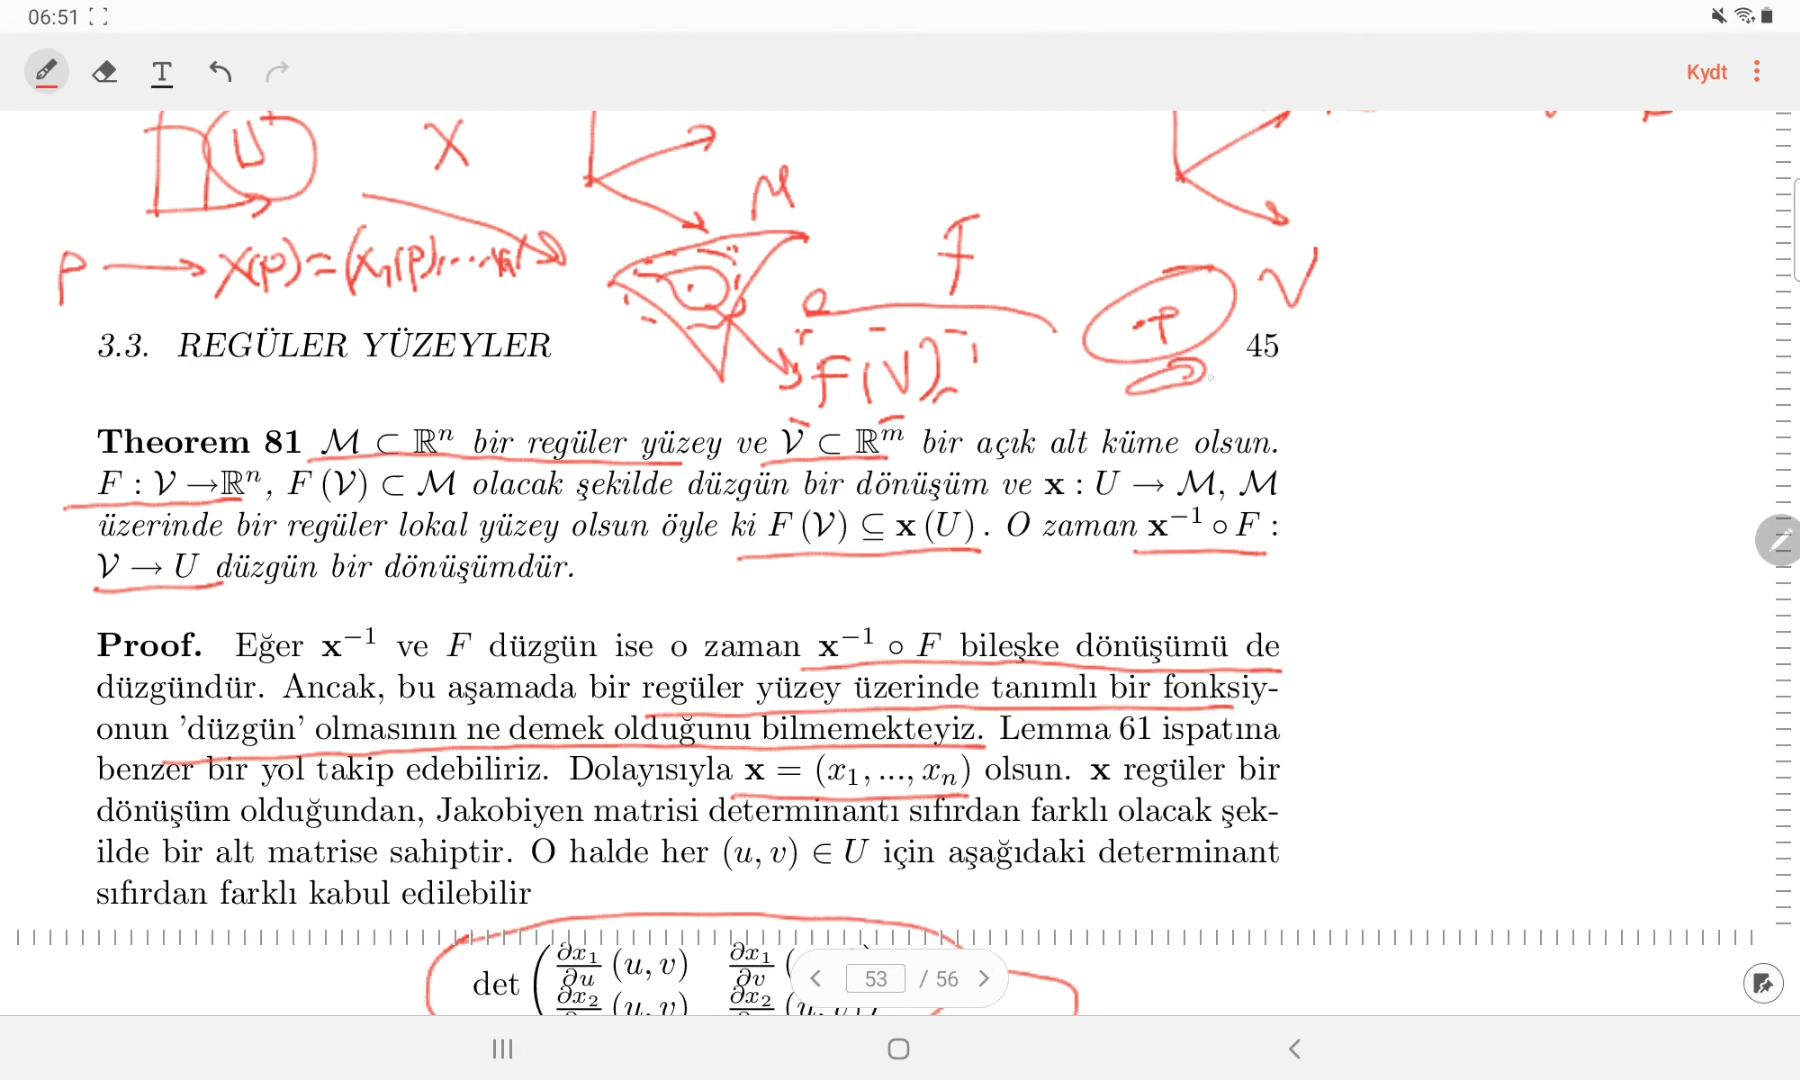 06:51
T
Kydt
U
X
M
F
V
P → X(p) = (x₁(p), ...
P
F(V)
3.3. REGÜLER YÜZEYLER 45
Theorem 81 ℳ ⊂ ℝⁿ bir regüler yüzey ve 𝒱 ⊂ ℝᵐ bir açık alt küme olsun.
F : 𝒱 →ℝⁿ, F (𝒱) ⊂ ℳ olacak şekilde düzgün bir dönüşüm ve x : U → ℳ, ℳ
üzerinde bir regüler lokal yüzey olsun öyle ki F (𝒱) ⊆ x (U). O zaman x⁻¹ ∘ F :
𝒱 → U düzgün bir dönüşümdür.
Proof. Eğer x⁻¹ ve F düzgün ise o zaman x⁻¹ ∘ F bileşke dönüşümü de
düzgündür. Ancak, bu aşamada bir regüler yüzey üzerinde tanımlı bir fonksiy-
onun 'düzgün' olmasının ne demek olduğunu bilmemekteyiz. Lemma 61 ispatına
benzer bir yol takip edebiliriz. Dolayısıyla x = (x₁, ..., xₙ) olsun. x regüler bir
dönüşüm olduğundan, Jakobiyen matrisi determinantı sıfırdan farklı olacak şek-
ilde bir alt matrise sahiptir. O halde her (u, v) ∈ U için aşağıdaki determinant
sıfırdan farklı kabul edilebilir
det ( ∂x₁/∂u (u, v) ∂x₁/∂v (
∂x₂ (u, v) ∂x₂ (u, v)
53 / 56